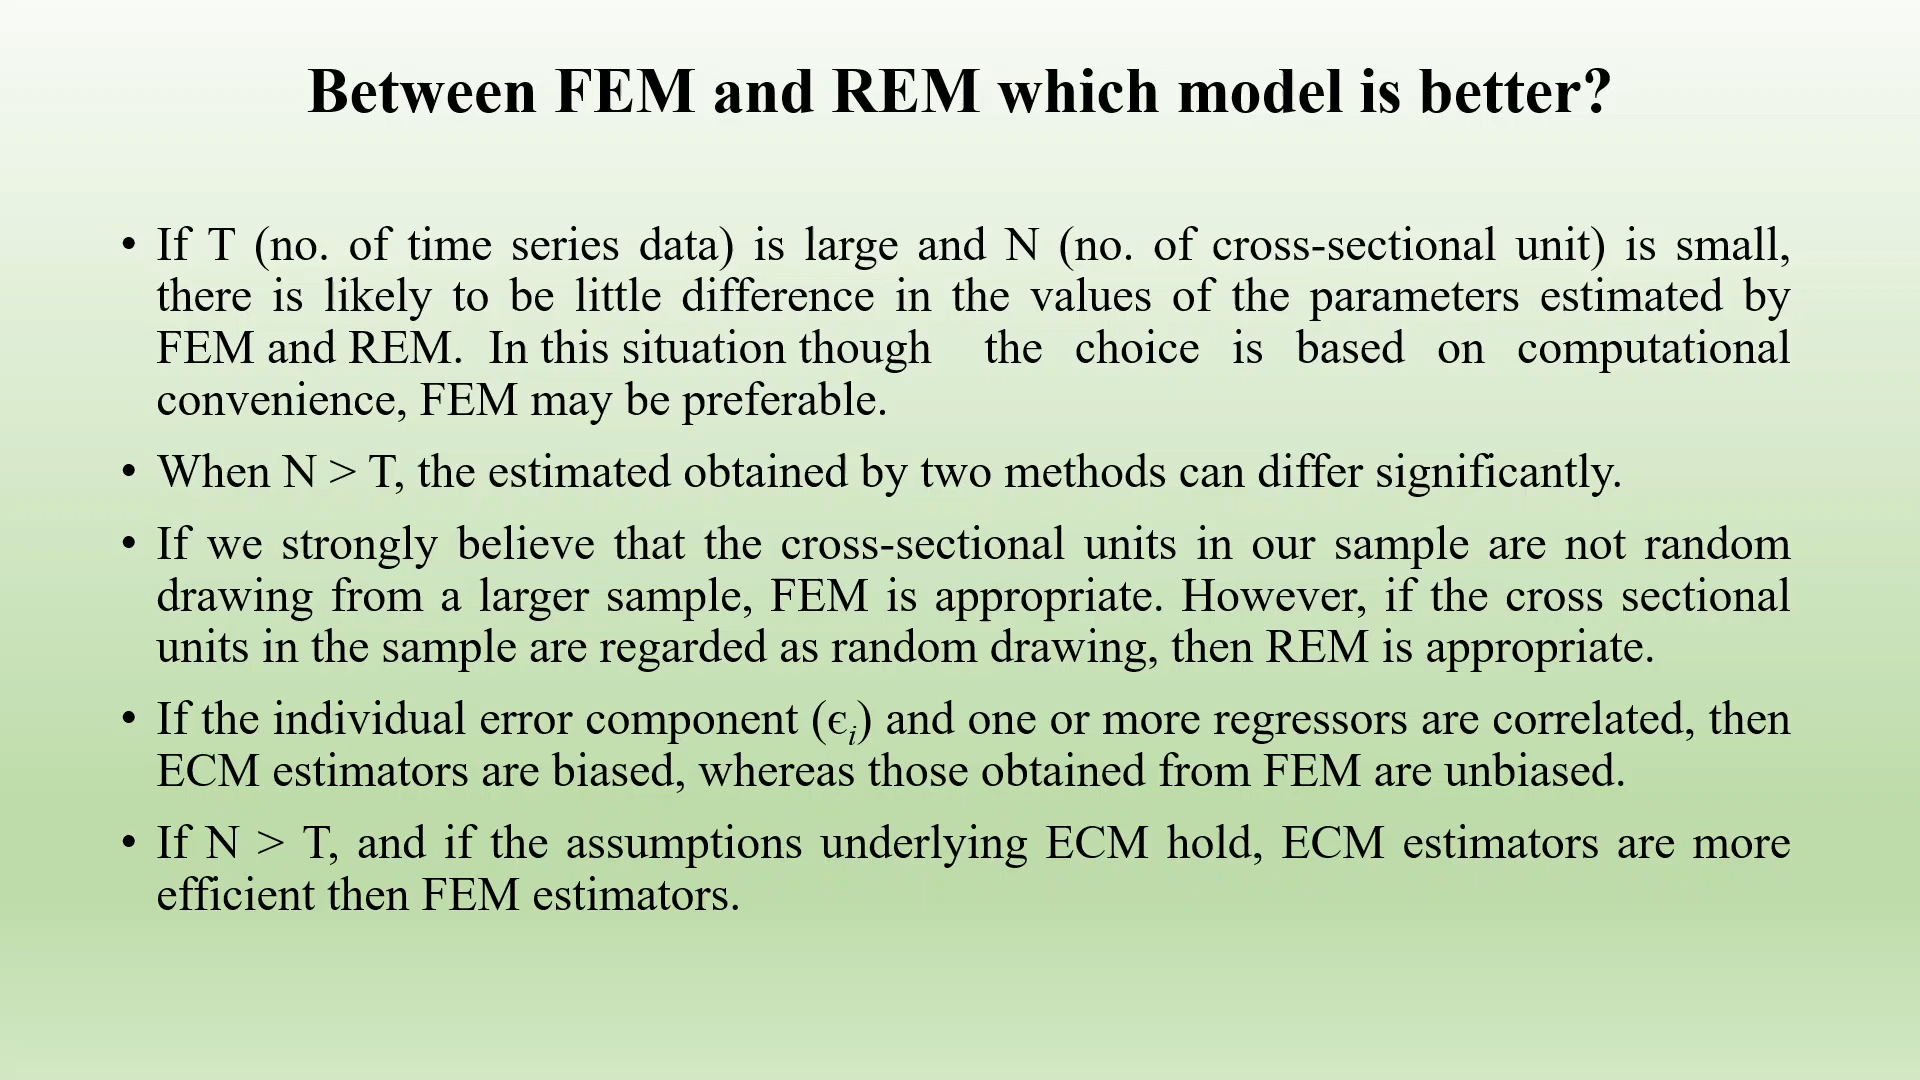 Between FEM and REM which model is better?
• If T (no. of time series data) is large and N (no. of cross-sectional unit) is small,
there is likely to be little difference in the values of the parameters estimated by
FEM and REM. In this situation though the choice is based on computational
convenience, FEM may be preferable.
• When N > T, the estimated obtained by two methods can differ significantly.
• If we strongly believe that the cross-sectional units in our sample are not random
drawing from a larger sample, FEM is appropriate. However, if the cross sectional
units in the sample are regarded as random drawing, then REM is appropriate.
• If the individual error component (ϵᵢ) and one or more regressors are correlated, then
ECM estimators are biased, whereas those obtained from FEM are unbiased.
• If N > T, and if the assumptions underlying ECM hold, ECM estimators are more
efficient then FEM estimators.